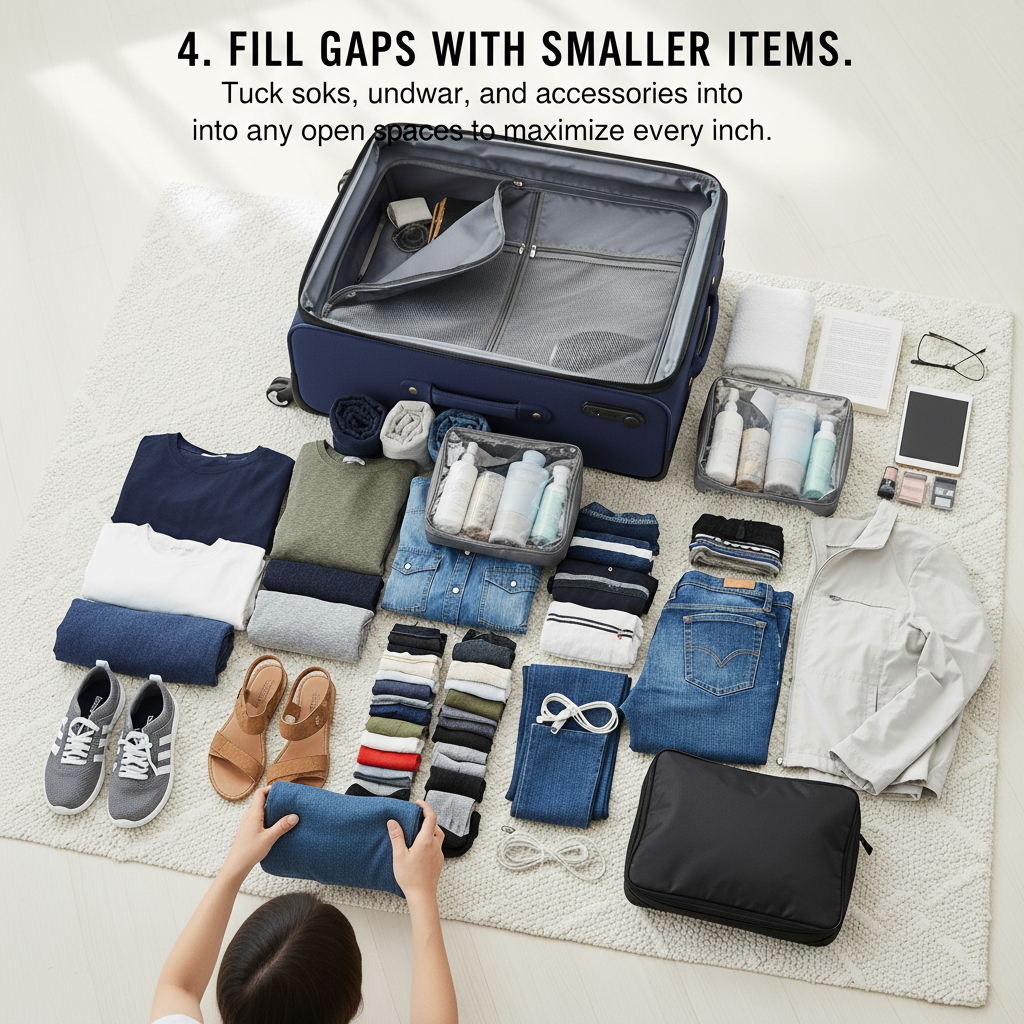 4. FILL GAPS WITH SMALLER ITEMS.
Tuck soks, undwar, and accessories into
into any open spaces to maximize every inch.